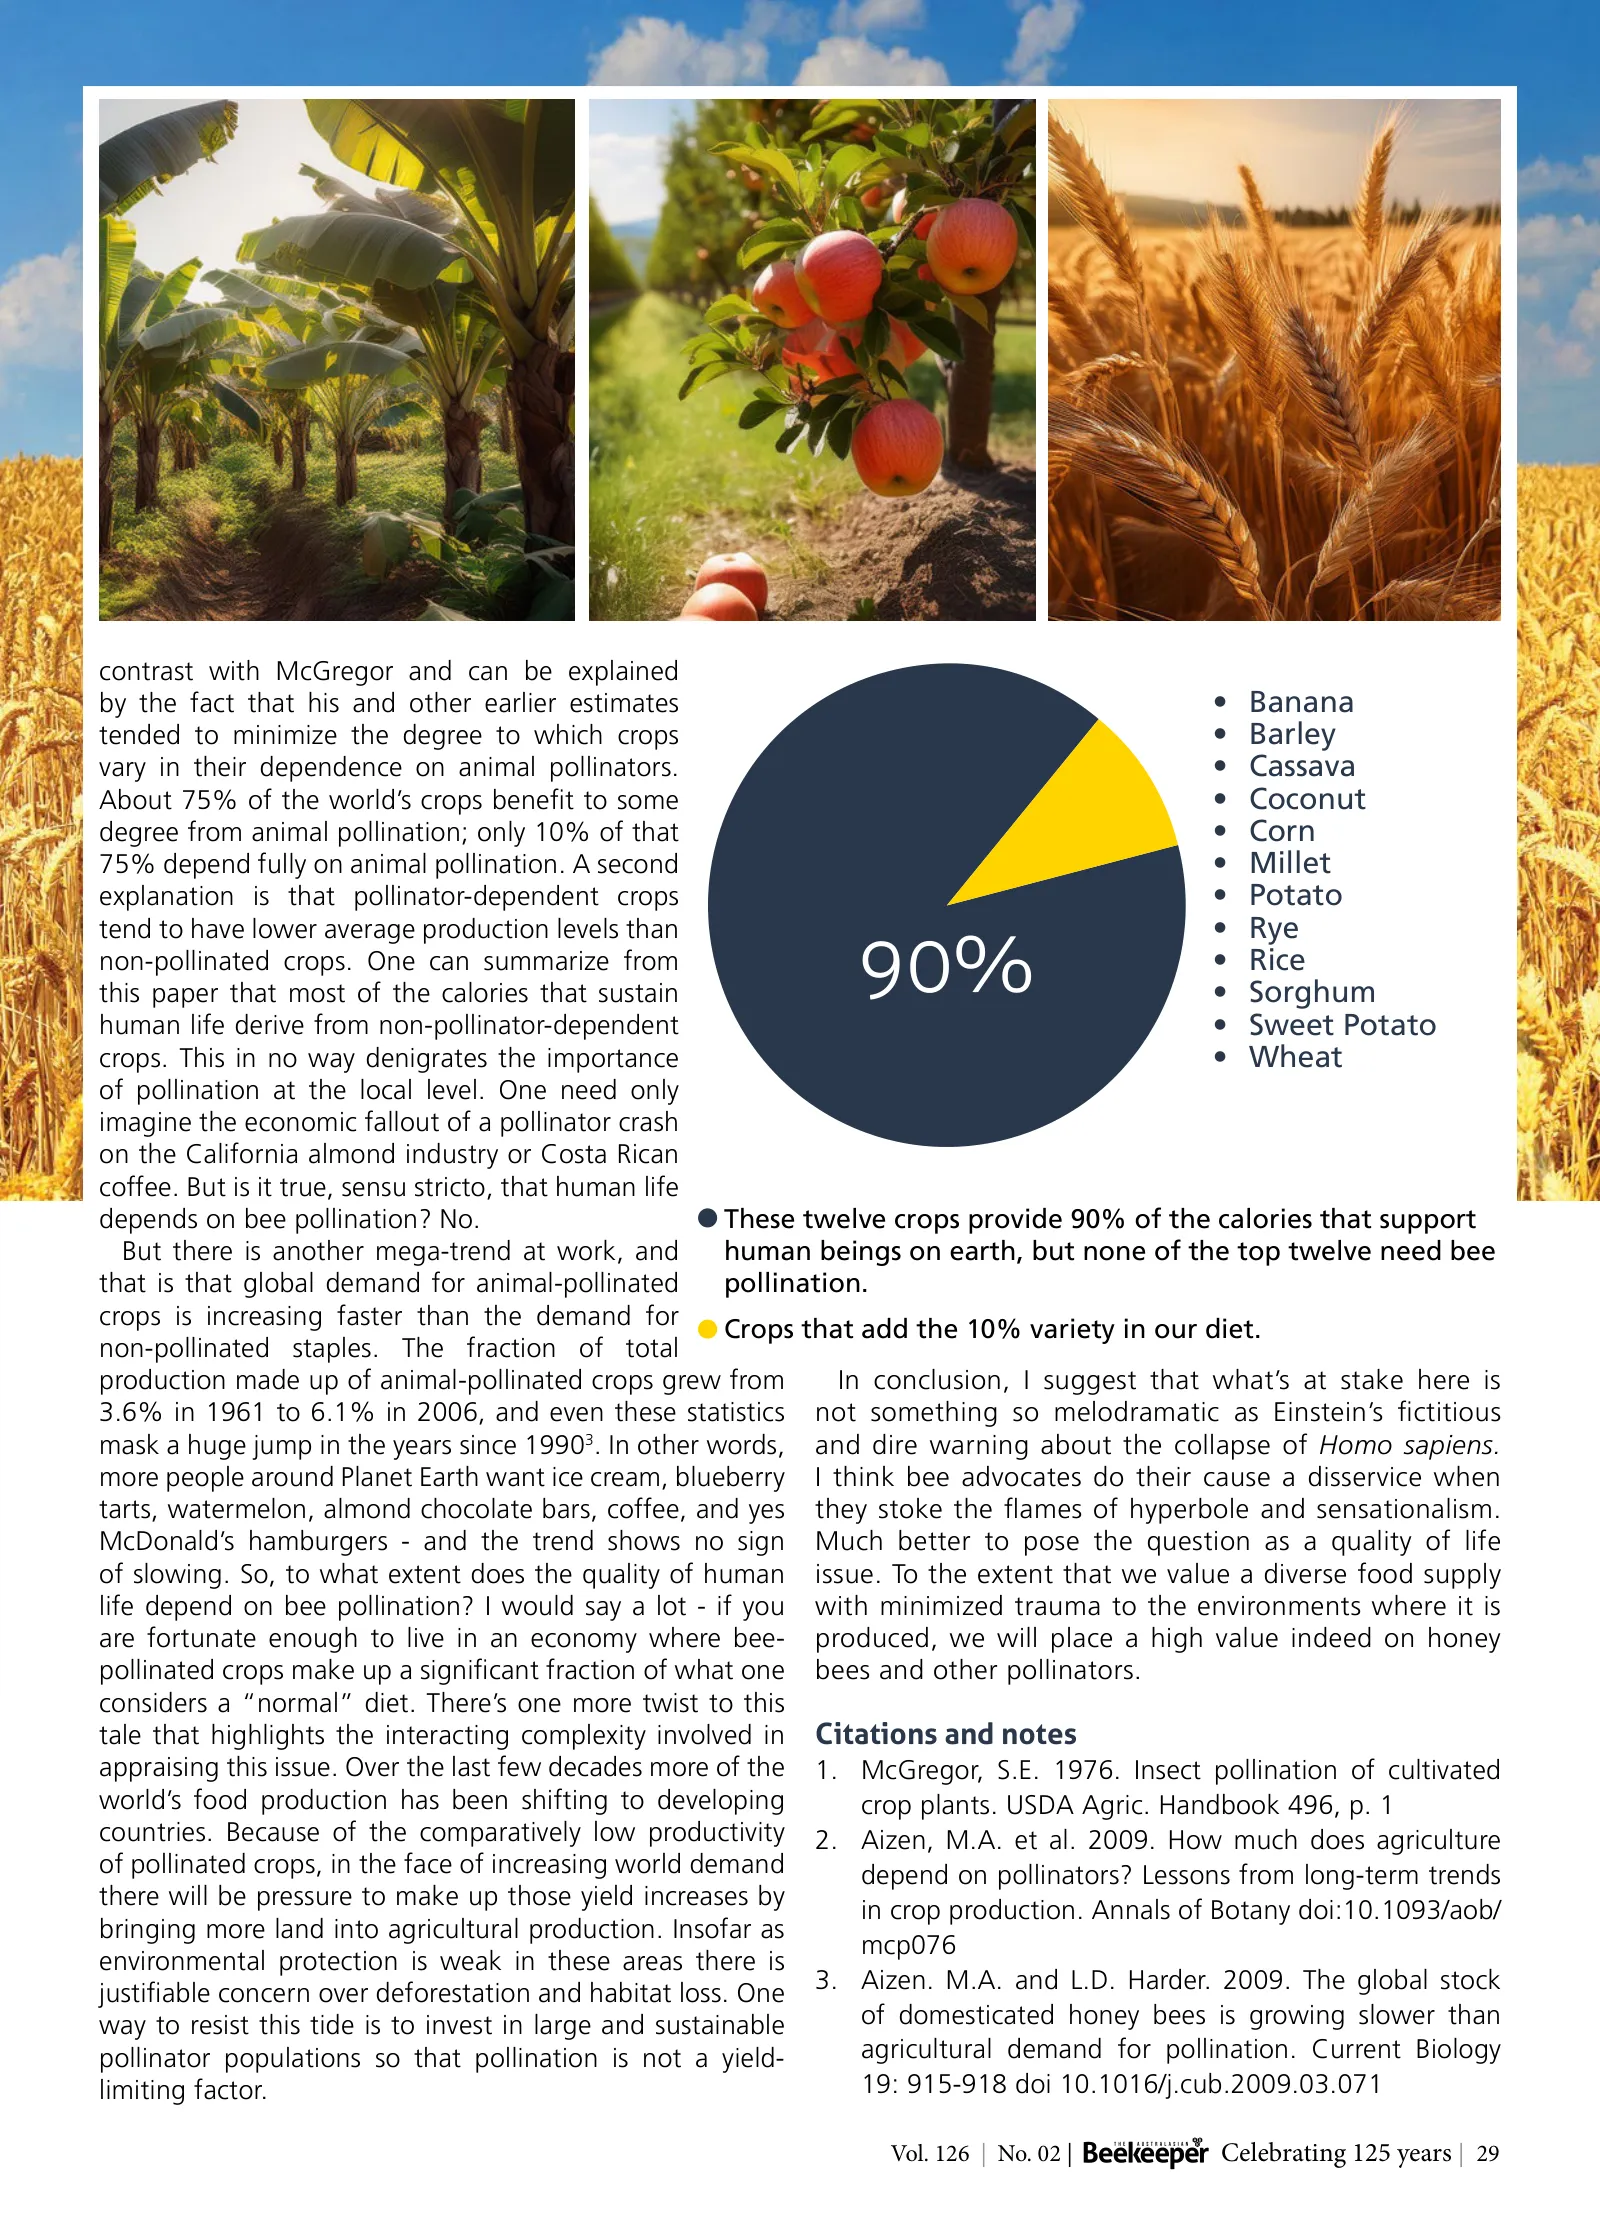 contrast with McGregor and can be explained
by the fact that his and other earlier estimates
tended to minimize the degree to which crops
vary in their dependence on animal pollinators.
About 75% of the world's crops benefit to some
degree from animal pollination; only 10% of that
75% depend fully on animal pollination. A second
explanation is that pollinator-dependent crops
tend to have lower average production levels than
non-pollinated crops. One can summarize from
this paper that most of the calories that sustain
human life derive from non-pollinator-dependent
crops. This in no way denigrates the importance
of pollination at the local level. One need only
imagine the economic fallout of a pollinator crash
on the California almond industry or Costa Rican
coffee. But is it true, sensu stricto, that human life
depends on bee pollination? No.
But there is another mega-trend at work, and
that is that global demand for animal-pollinated
crops is increasing faster than the demand for
non-pollinated staples. The fraction of total
production made up of animal-pollinated crops grew from
3.6% in 1961 to 6.1% in 2006, and even these statistics
mask a huge jump in the years since 1990³. In other words,
more people around Planet Earth want ice cream, blueberry
tarts, watermelon, almond chocolate bars, coffee, and yes
McDonald's hamburgers - and the trend shows no sign
of slowing. So, to what extent does the quality of human
life depend on bee pollination? I would say a lot - if you
are fortunate enough to live in an economy where bee-
pollinated crops make up a significant fraction of what one
considers a “normal” diet. There's one more twist to this
tale that highlights the interacting complexity involved in
appraising this issue. Over the last few decades more of the
world's food production has been shifting to developing
countries. Because of the comparatively low productivity
of pollinated crops, in the face of increasing world demand
there will be pressure to make up those yield increases by
bringing more land into agricultural production. Insofar as
environmental protection is weak in these areas there is
justifiable concern over deforestation and habitat loss. One
way to resist this tide is to invest in large and sustainable
pollinator populations so that pollination is not a yield-
limiting factor.
90%
• Banana
• Barley
• Cassava
• Coconut
• Corn
• Millet
• Potato
• Rye
• Rice
• Sorghum
• Sweet Potato
• Wheat
These twelve crops provide 90% of the calories that support
human beings on earth, but none of the top twelve need bee
pollination.
Crops that add the 10% variety in our diet.
In conclusion, I suggest that what's at stake here is
not something so melodramatic as Einstein's fictitious
and dire warning about the collapse of Homo sapiens.
I think bee advocates do their cause a disservice when
they stoke the flames of hyperbole and sensationalism.
Much better to pose the question as a quality of life
issue. To the extent that we value a diverse food supply
with minimized trauma to the environments where it is
produced, we will place a high value indeed on honey
bees and other pollinators.
Citations and notes
1. McGregor, S.E. 1976. Insect pollination of cultivated
crop plants. USDA Agric. Handbook 496, p. 1
2. Aizen, M.A. et al. 2009. How much does agriculture
depend on pollinators? Lessons from long-term trends
in crop production. Annals of Botany doi:10.1093/aob/
mcp076
3. Aizen. M.A. and L.D. Harder. 2009. The global stock
of domesticated honey bees is growing slower than
agricultural demand for pollination. Current Biology
19: 915-918 doi 10.1016/j.cub.2009.03.071
Vol. 126 | No. 02 | THE AUSTRALASIAN Beekeeper Celebrating 125 years | 29